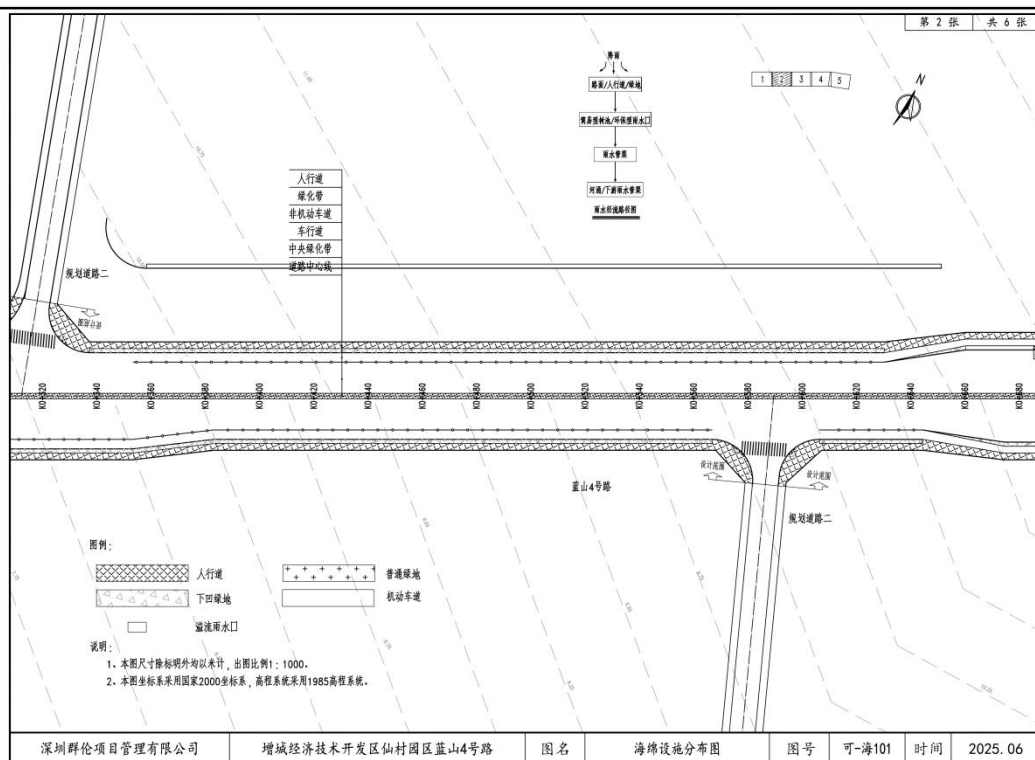 第 2 张 共 6 张
降雨
路面/人行道/绿地
简易型树池/环保型雨水口
雨水管渠
河涌/下游雨水管渠
雨水径流路径图
1 2 3 4 5
N
人行道
绿化带
非机动车道
车行道
中央绿化带
道路中心线
规划道路二
设计范围
K0+320 K0+340 K0+360 K0+380 K0+400 K0+420 K0+440 K0+460 K0+480 K0+500 K0+520 K0+540 K0+560 K0+580 K0+600 K0+620 K0+640 K0+660 K0+680
设计范围
设计范围
蓝山4号路
规划道路二
图例：
人行道
普通绿地
下凹绿地
机动车道
溢流雨水口
说明：
1、本图尺寸除标明外均以米计，出图比例1：1000。
2、本图坐标系采用国家2000坐标系，高程系统采用1985高程系统。
深圳群伦项目管理有限公司 增城经济技术开发区仙村园区蓝山4号路 图名 海绵设施分布图 图号 可-海101 时间 2025.06